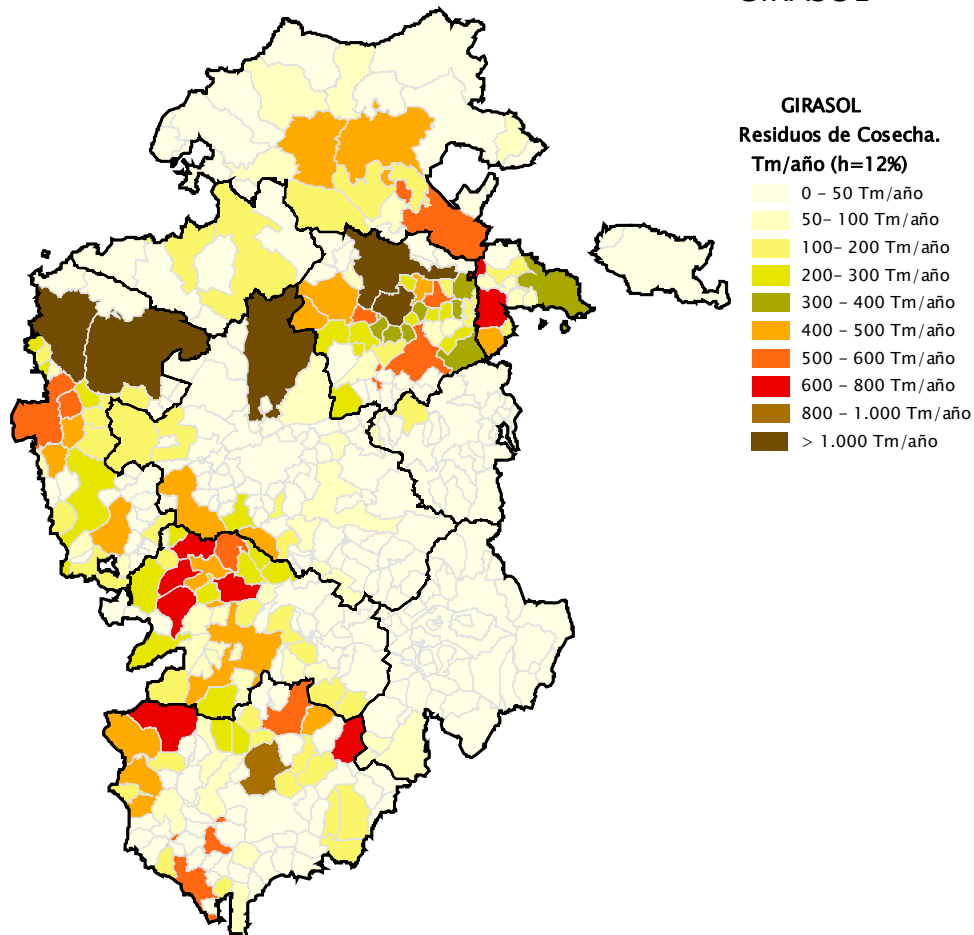 GIRASOL
GIRASOL
Residuos de Cosecha.
Tm/año (h=12%)
0 – 50 Tm/año
50– 100 Tm/año
100– 200 Tm/año
200– 300 Tm/año
300 – 400 Tm/año
400 – 500 Tm/año
500 – 600 Tm/año
600 – 800 Tm/año
800 – 1.000 Tm/año
> 1.000 Tm/año